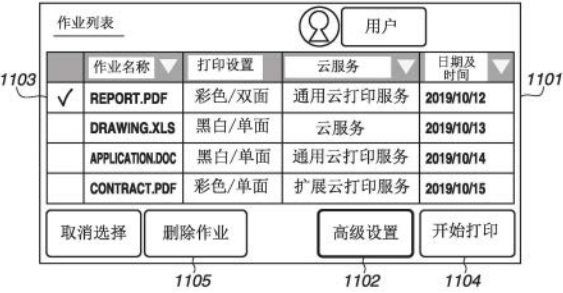 作业列表 用户
作业名称 打印设置 云服务 日期及时间
1103 1101
✓ REPORT.PDF 彩色/双面 通用云打印服务 2019/10/12
DRAWING.XLS 黑白/单面 云服务 2019/10/13
APPLICATION.DOC 黑白/单面 通用云打印服务 2019/10/14
CONTRACT.PDF 彩色/单面 扩展云打印服务 2019/10/15
取消选择 删除作业 高级设置 开始打印
1105 1102 1104